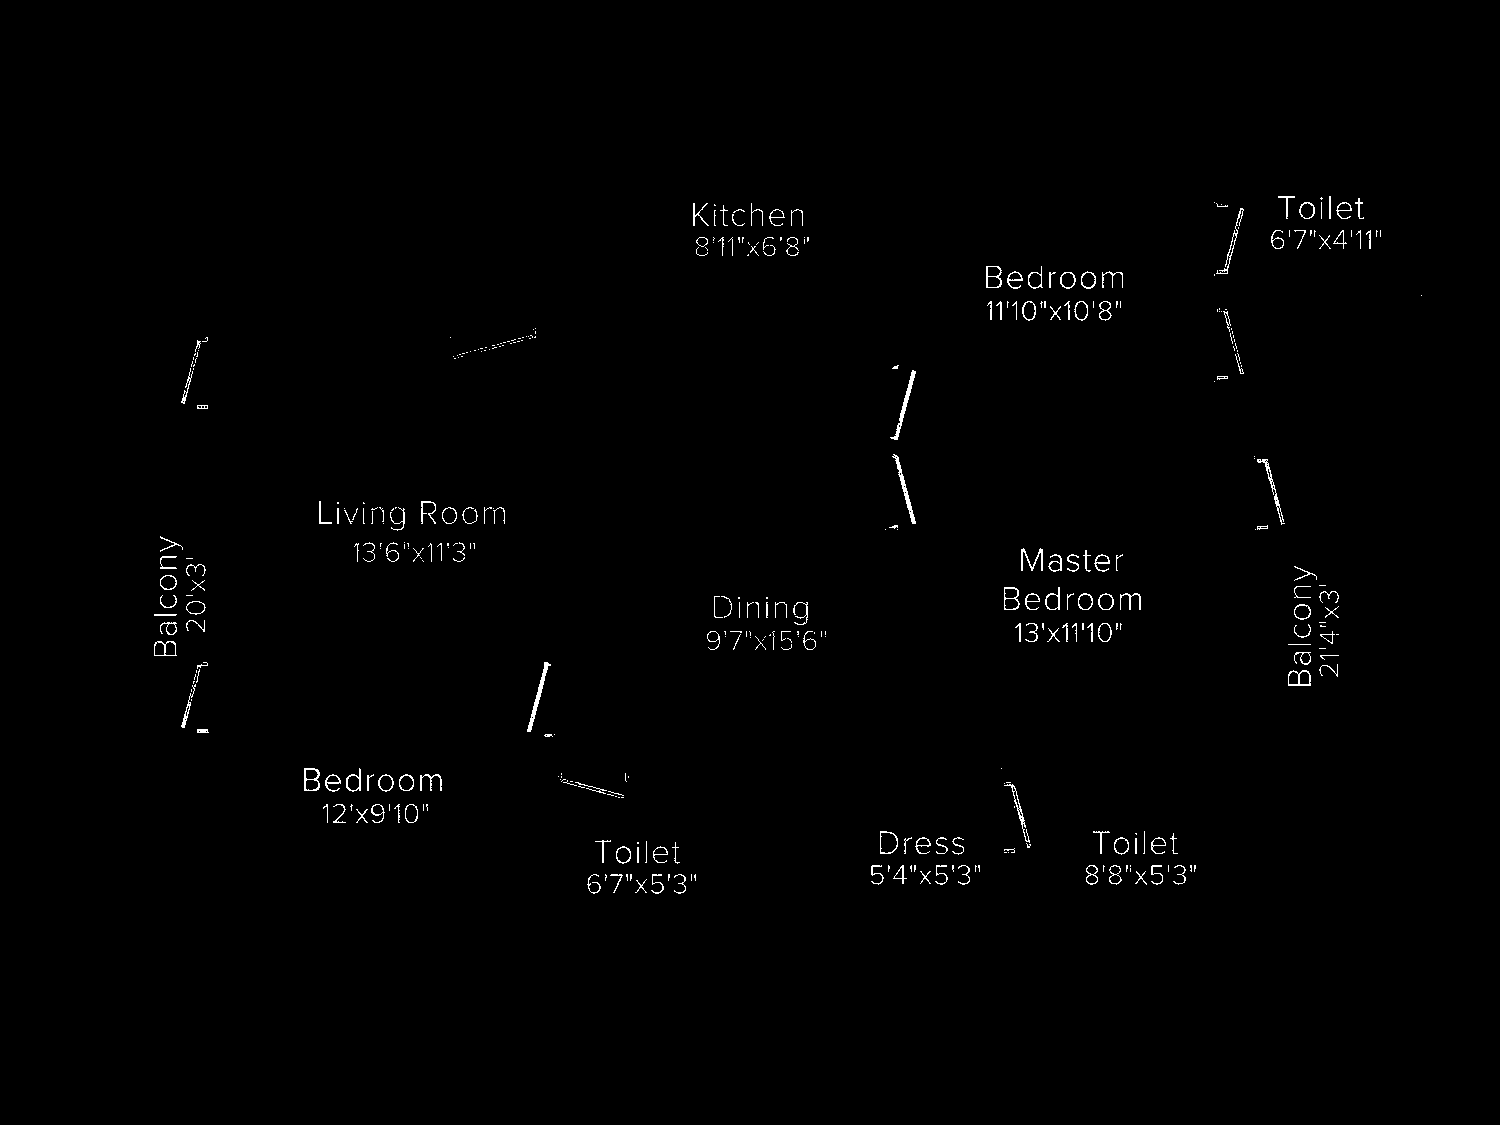 Kitchen
8'11"x6'8"
Toilet
6'7"x4'11"
Bedroom
11'10"x10'8"
Living Room
13'6"x11'3"
Balcony
20'x3'
Dining
9'7"x15'6"
Master
Bedroom
13'x11'10"
Balcony
21'4"x3'
Bedroom
12'x9'10"
Toilet
6'7"x5'3"
Dress
5'4"x5'3"
Toilet
8'8"x5'3"